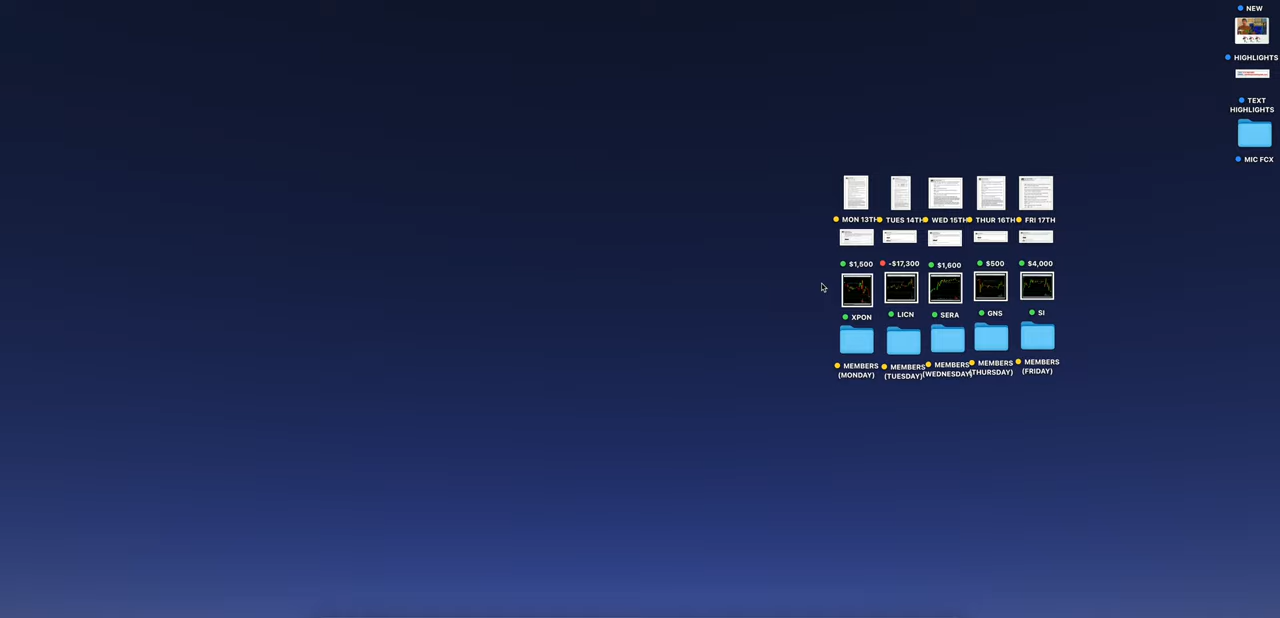 NEW
HIGHLIGHTS
TEXT
HIGHLIGHTS
MIC FCX
MON 13TH
TUES 14TH
WED 15TH
THUR 16TH
FRI 17TH
$1,500
-$17,300
$1,600
$500
$4,000
XPON
LICN
SERA
GNS
SI
MEMBERS
(MONDAY)
MEMBERS
(TUESDAY)
MEMBERS
(WEDNESDAY)
MEMBERS
(THURSDAY)
MEMBERS
(FRIDAY)